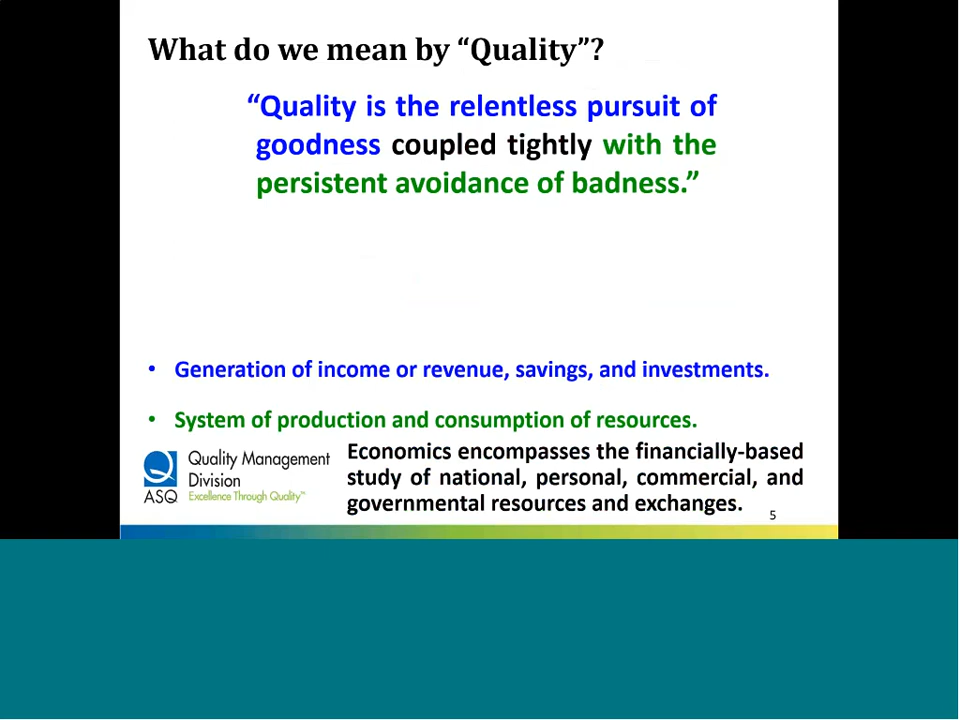 What do we mean by “Quality”?
“Quality is the relentless pursuit of
goodness coupled tightly with the
persistent avoidance of badness.”
• Generation of income or revenue, savings, and investments.
• System of production and consumption of resources.
Quality Management
Division
Excellence Through Quality™
ASQ
Economics encompasses the financially-based
study of national, personal, commercial, and
governmental resources and exchanges.
5